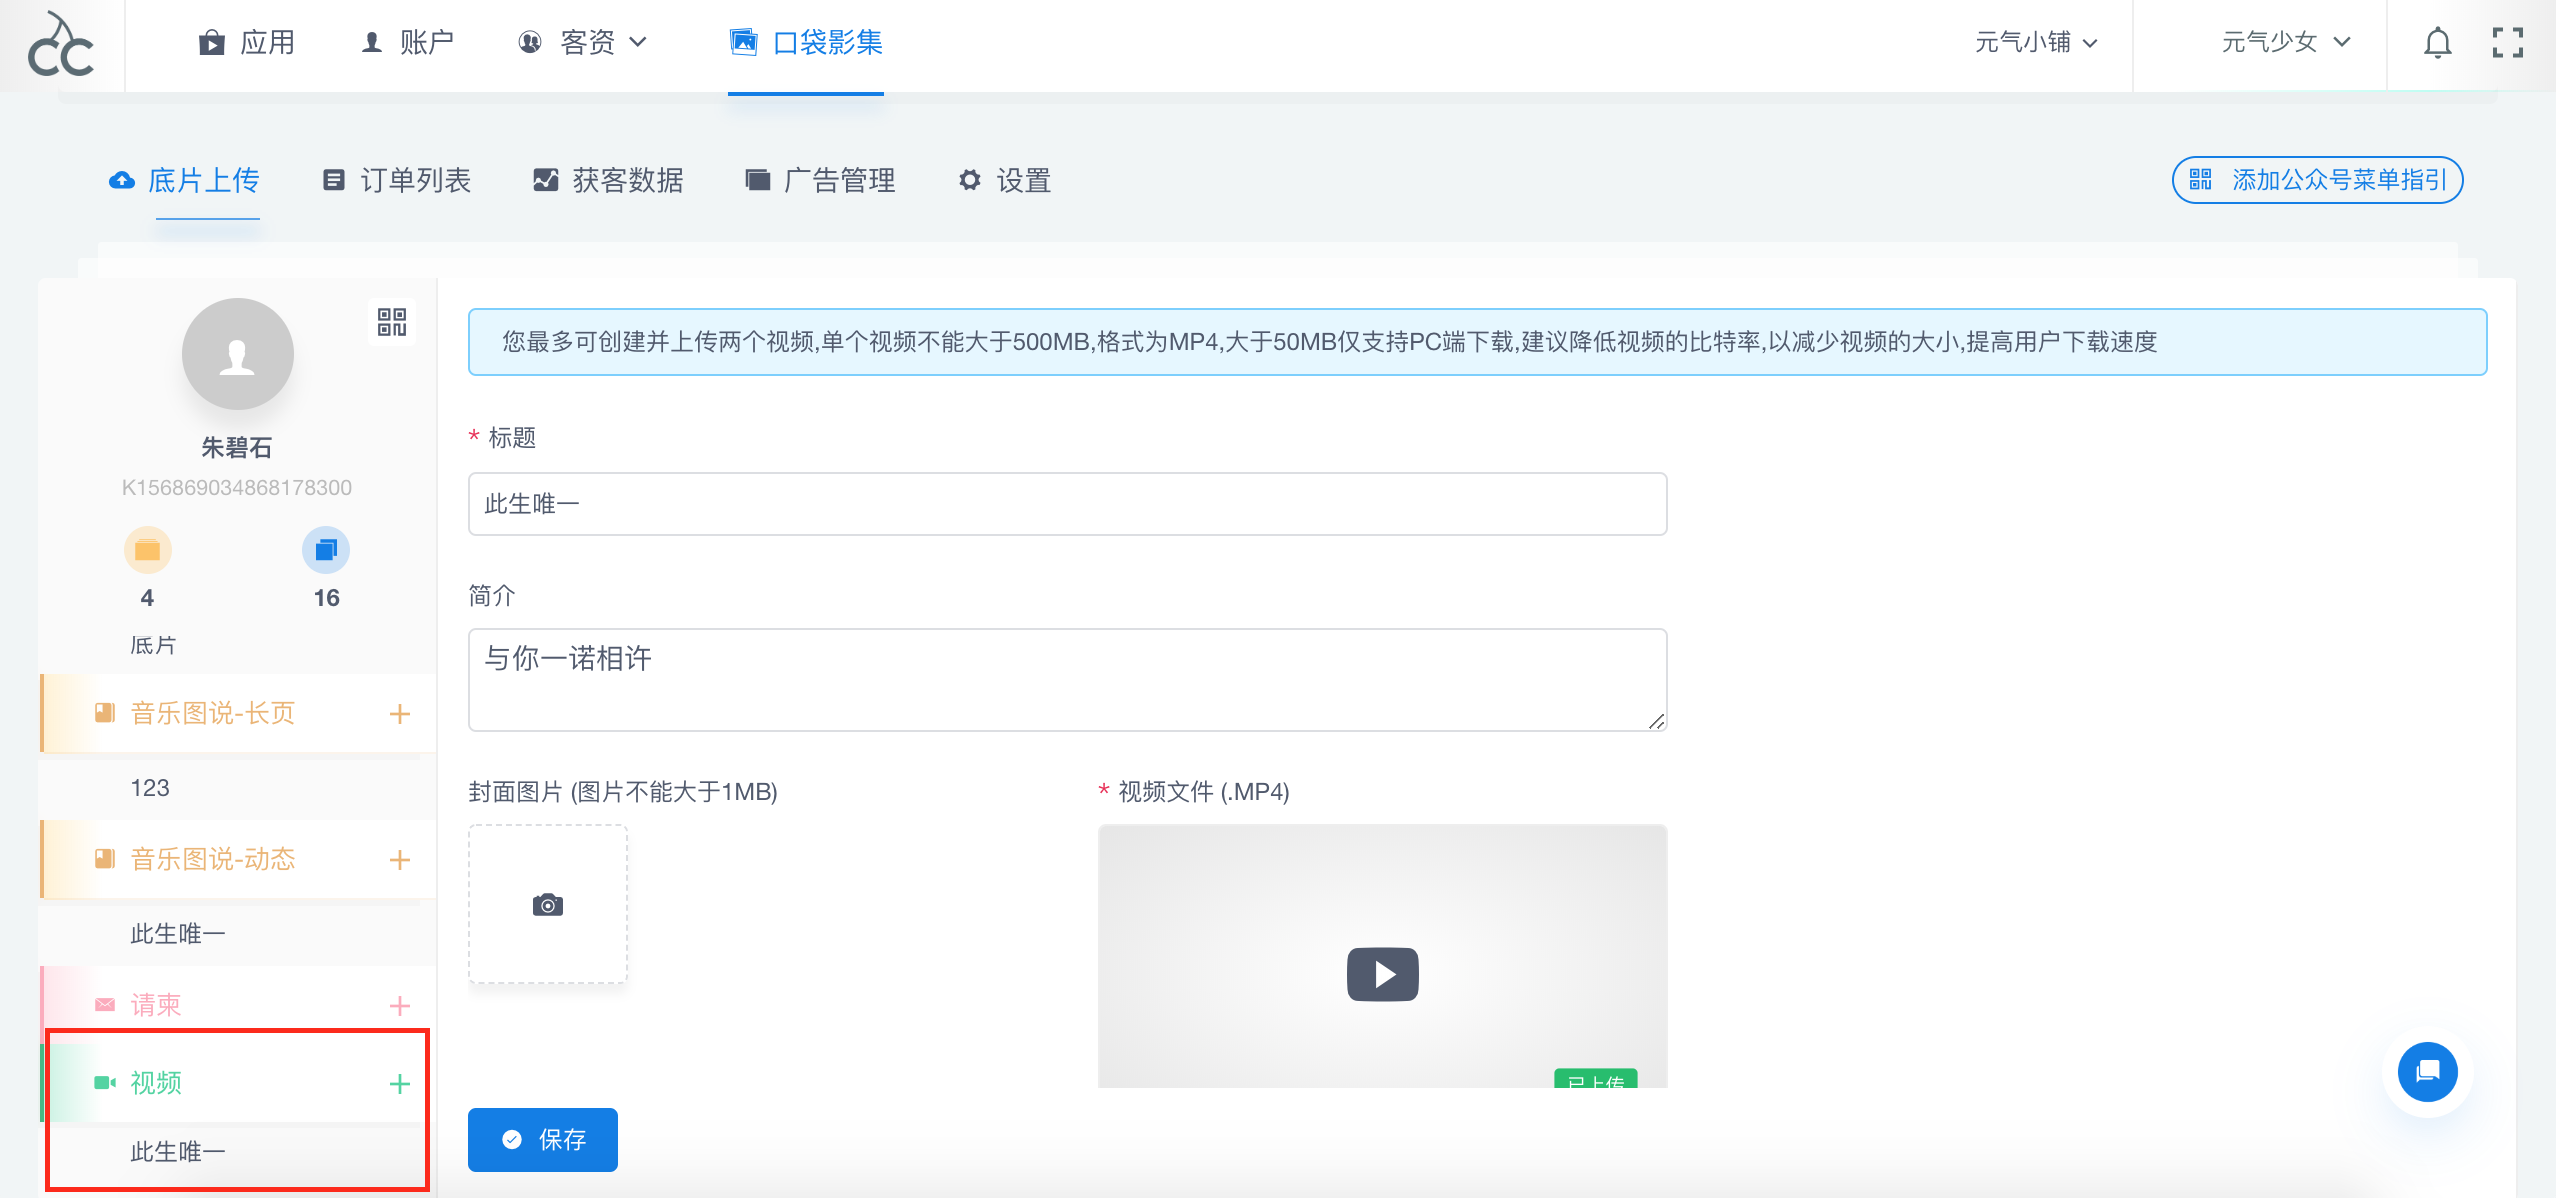 应用 账户 客资 口袋影集 元气小铺 元气少女
底片上传 订单列表 获客数据 广告管理 设置 添加公众号菜单指引
朱碧石
K156869034868178300
4 16
底片
音乐图说-长页
123
音乐图说-动态
此生唯一
请柬
视频
此生唯一
您最多可创建并上传两个视频,单个视频不能大于500MB,格式为MP4,大于50MB仅支持PC端下载,建议降低视频的比特率,以减少视频的大小,提高用户下载速度
* 标题
此生唯一
简介
与你一诺相许
封面图片 (图片不能大于1MB) * 视频文件 (.MP4)
已上传
保存